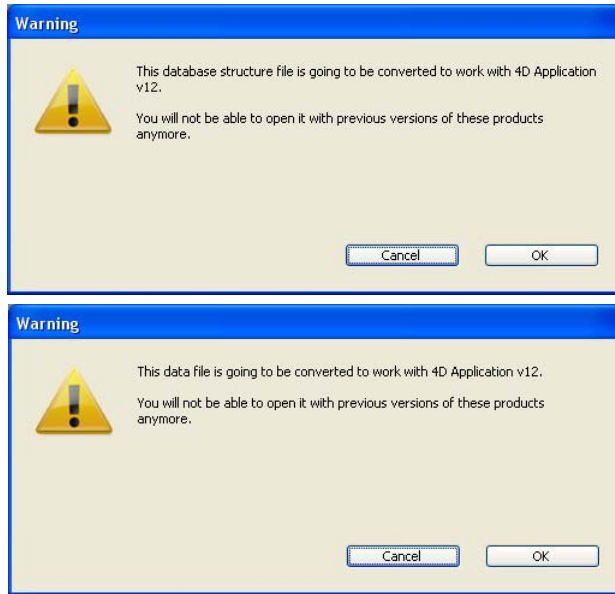 Warning
This database structure file is going to be converted to work with 4D Application
v12.
You will not be able to open it with previous versions of these products
anymore.
Cancel
OK
Warning
This data file is going to be converted to work with 4D Application v12.
You will not be able to open it with previous versions of these products
anymore.
Cancel
OK